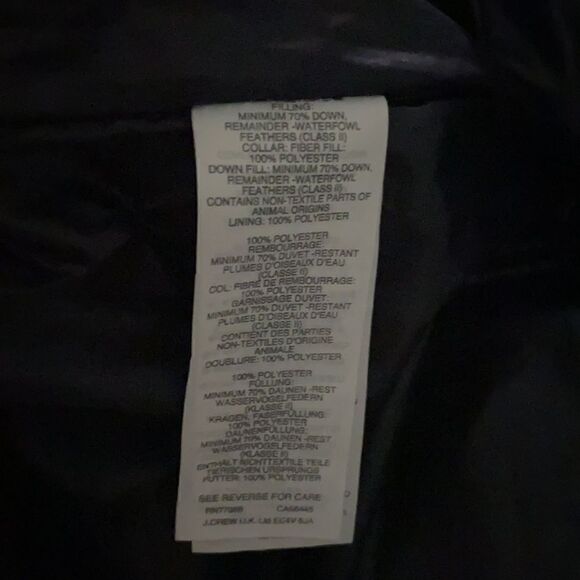 FILLING:
MINIMUM 70% DOWN,
REMAINDER -WATERFOWL
FEATHERS (CLASS II)
COLLAR: FIBER FILL:
100% POLYESTER
DOWN FILL: MINIMUM 70% DOWN,
REMAINDER -WATERFOWL
FEATHERS (CLASS II)
CONTAINS NON-TEXTILE PARTS OF
ANIMAL ORIGINS
LINING: 100% POLYESTER
100% POLYESTER
REMBOURRAGE:
MINIMUM 70% DUVET -RESTANT
PLUMES D'OISEAUX D'EAU
(CLASSE II)
COL: FIBRE DE REMBOURRAGE:
100% POLYESTER
GARNISSAGE DUVET:
MINIMUM 70% DUVET -RESTANT
PLUMES D'OISEAUX D'EAU
(CLASSE II)
CONTIENT DES PARTIES
NON-TEXTILES D'ORIGINE
ANIMALE
DOUBLURE: 100% POLYESTER
100% POLYESTER
FÜLLUNG:
MINIMUM 70% DAUNEN -REST
WASSERVOGELFEDERN
(KLASSE II)
KRAGEN, FASERFÜLLUNG:
100% POLYESTER
DAUNENFÜLLUNG:
MINIMUM 70% DAUNEN -REST
WASSERVOGELFEDERN
(KLASSE II)
ENTHÄLT NICHTTEXTILE TEILE
TIERISCHEN URSPRUNGS
FUTTER: 100% POLYESTER
SEE REVERSE FOR CARE
J.CREW U.K. Ltd EC4V 6JA